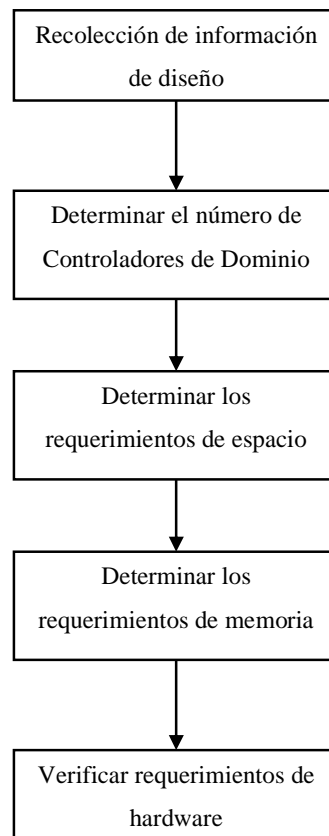 Recolección de información
de diseño
Determinar el número de
Controladores de Dominio
Determinar los
requerimientos de espacio
Determinar los
requerimientos de memoria
Verificar requerimientos de
hardware